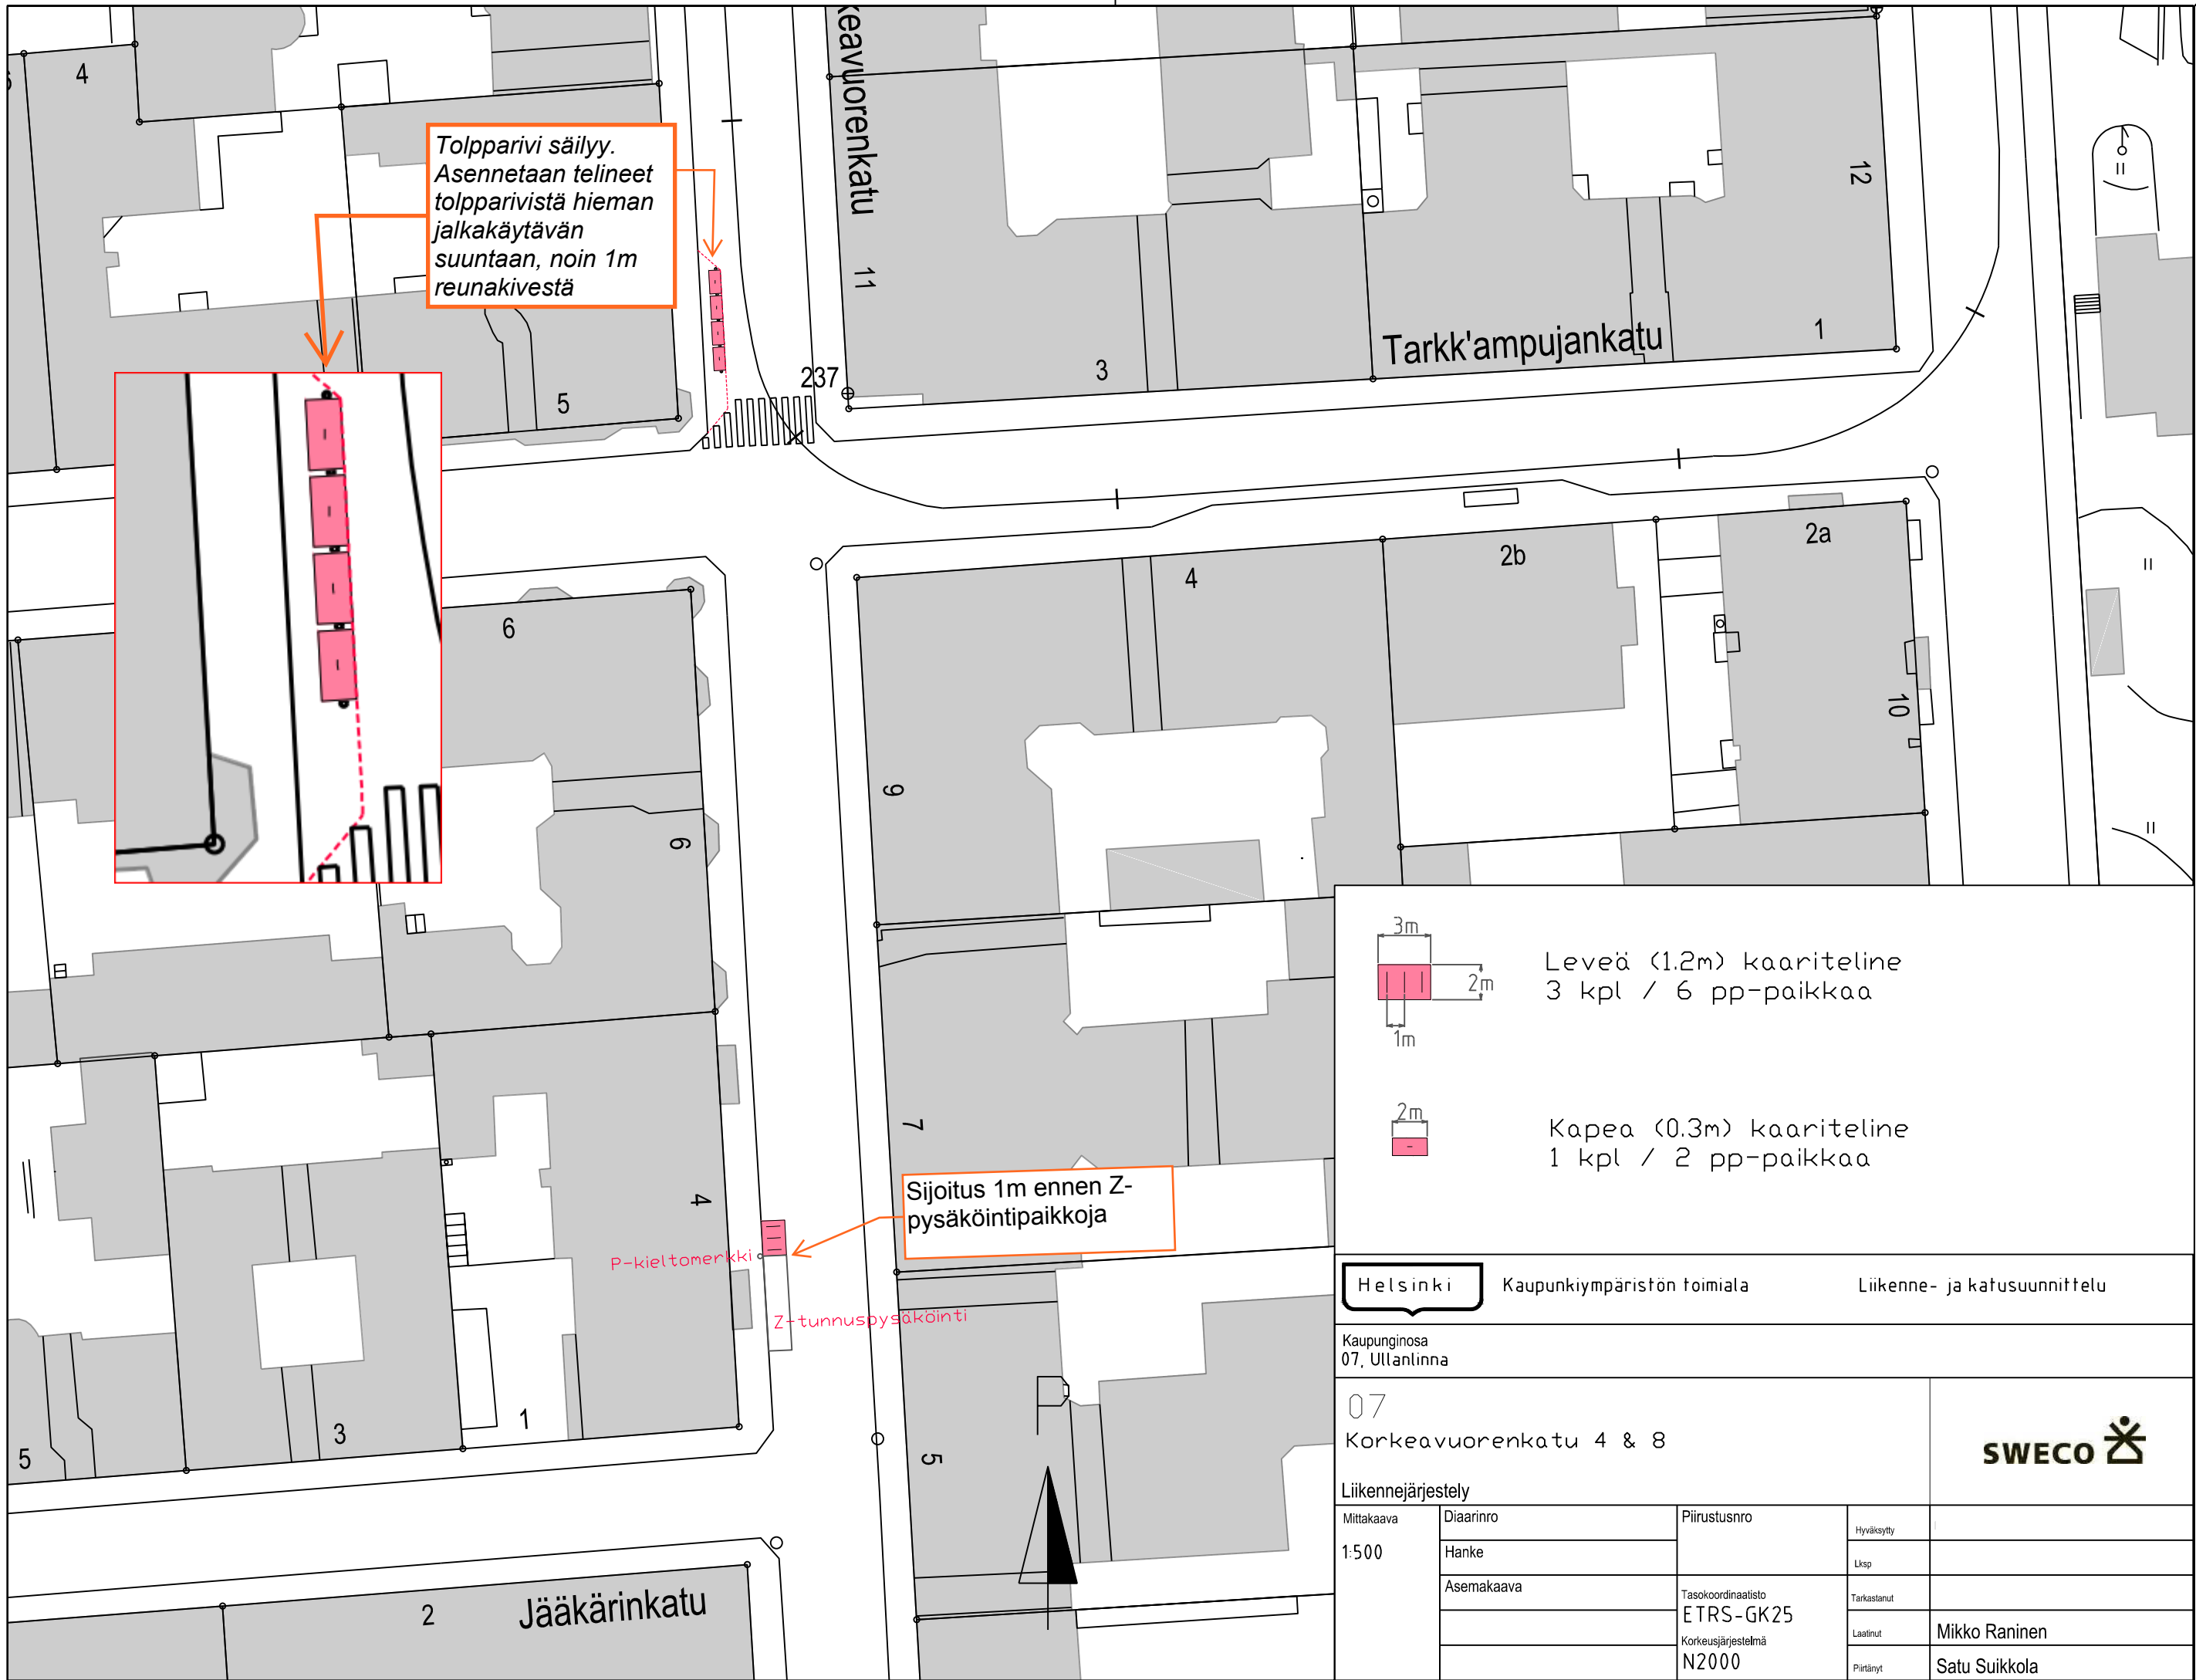 4
keavuorenkatu
Tolpparivi säilyy.
Asennetaan telineet
tolpparivistä hieman
jalkakäytävän
suuntaan, noin 1m
reunakivestä
12
11
Tarkk'ampujankatu
1
3
237
5
2a
2b
4
6
10
9
6
7
4
Sijoitus 1m ennen Z-
pysäköintipaikkoja
P-kieltomerkki
Z-tunnuspysäköinti
1
3
5
5
2
Jääkärinkatu
3m
2m
1m
Leveä (1.2m) kaariteline
3 kpl / 6 pp-paikkaa
2m
Kapea (0.3m) kaariteline
1 kpl / 2 pp-paikkaa
Helsinki
Kaupunkiympäristön toimiala
Liikenne- ja katusuunnittelu
Kaupunginosa
07, Ullanlinna
07
Korkeavuorenkatu 4 & 8
Liikennejärjestely
SWECO
Mittakaava
1:500
Diaarinro
Hanke
Asemakaava
Piirustusnro
Tasokoordinaatisto
ETRS-GK25
Korkeusjärjestelmä
N2000
Hyväksytty
Lksp
Tarkastanut
Laatinut
Mikko Raninen
Piirtänyt
Satu Suikkola